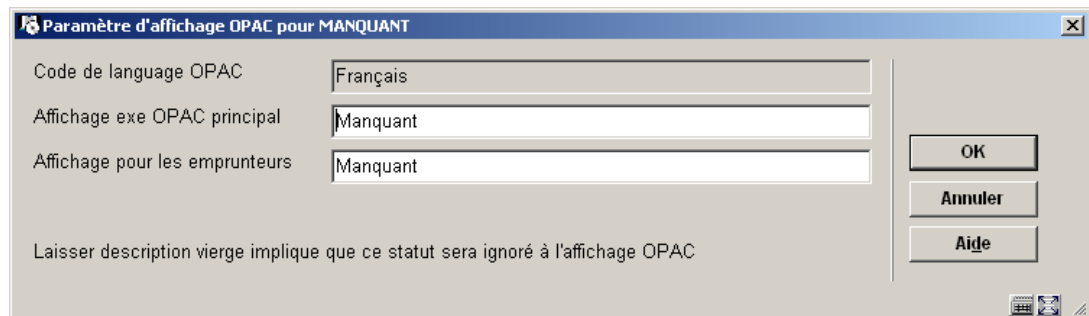 Paramètre d'affichage OPAC pour MANQUANT
Code de language OPAC
Français
Affichage exe OPAC principal
Manquant
Affichage pour les emprunteurs
Manquant
Laisser description vierge implique que ce statut sera ignoré à l'affichage OPAC
OK
Annuler
Aide